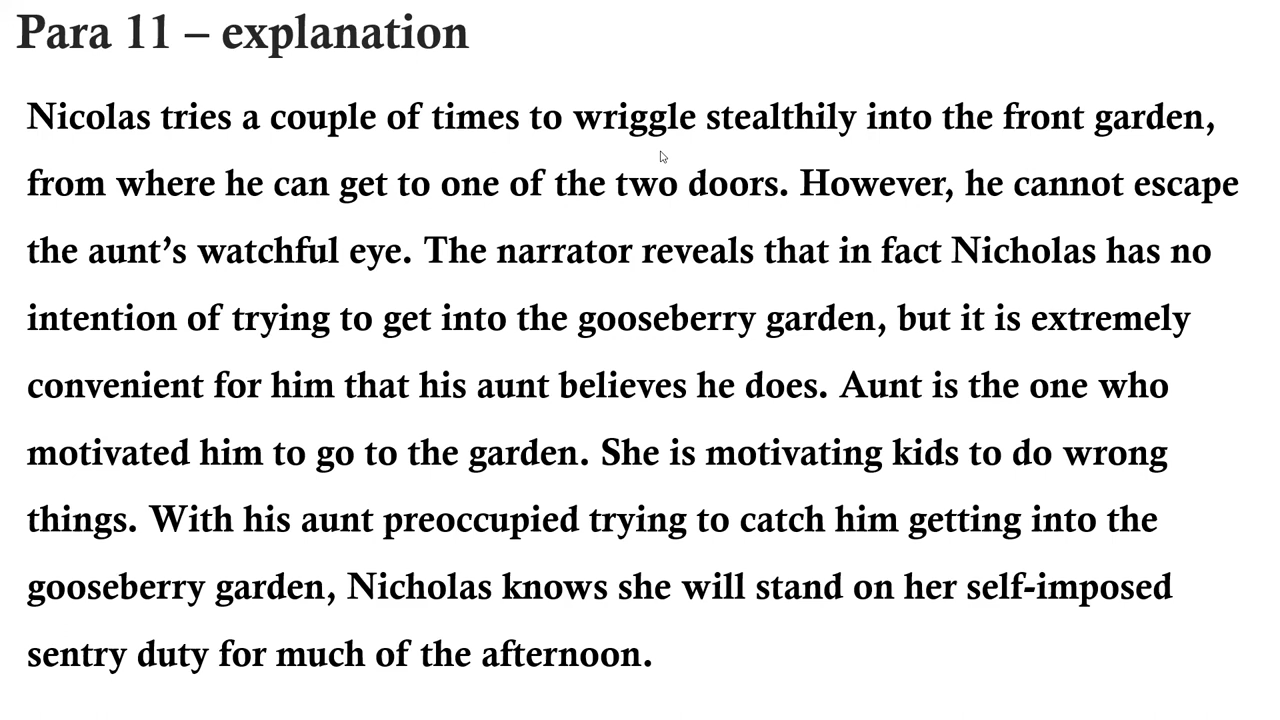 Para 11 – explanation
Nicolas tries a couple of times to wriggle stealthily into the front garden,
from where he can get to one of the two doors. However, he cannot escape
the aunt’s watchful eye. The narrator reveals that in fact Nicholas has no
intention of trying to get into the gooseberry garden, but it is extremely
convenient for him that his aunt believes he does. Aunt is the one who
motivated him to go to the garden. She is motivating kids to do wrong
things. With his aunt preoccupied trying to catch him getting into the
gooseberry garden, Nicholas knows she will stand on her self-imposed
sentry duty for much of the afternoon.